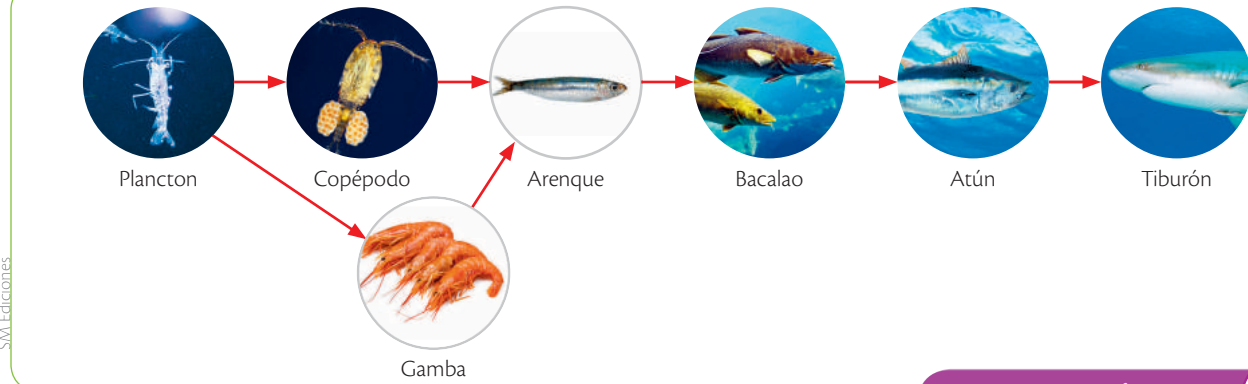 Plancton
Copépodo
Arenque
Bacalao
Atún
Tiburón
Gamba
SM Ediciones